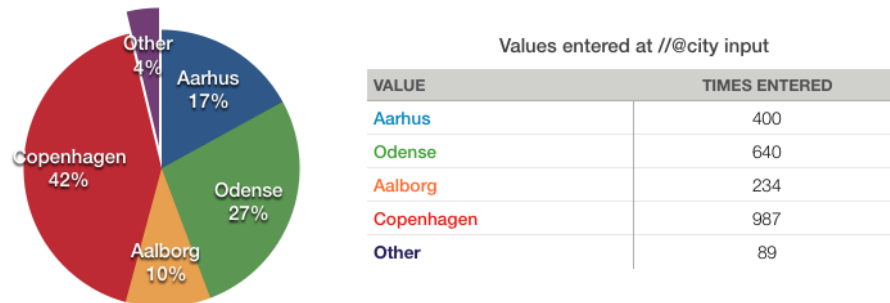 Other
4%
Aarhus
17%
Copenhagen
42%
Odense
27%
Aalborg
10%
Values entered at //@city input
VALUE TIMES ENTERED
Aarhus 400
Odense 640
Aalborg 234
Copenhagen 987
Other 89